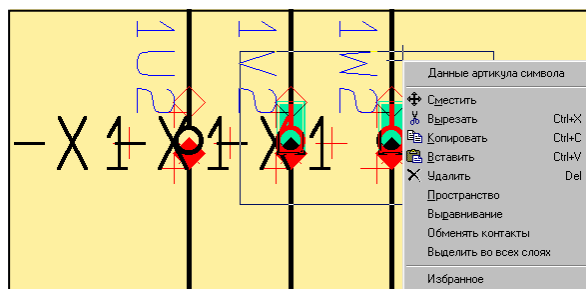 1U2
1V2
1W2
-X1-X1-X1
Данные артикула символа
Сместить
Вырезать Ctrl+X
Копировать Ctrl+C
Вставить Ctrl+V
Удалить Del
Пространство
Выравнивание
Обменять контакты
Выделить во всех слоях
Избранное